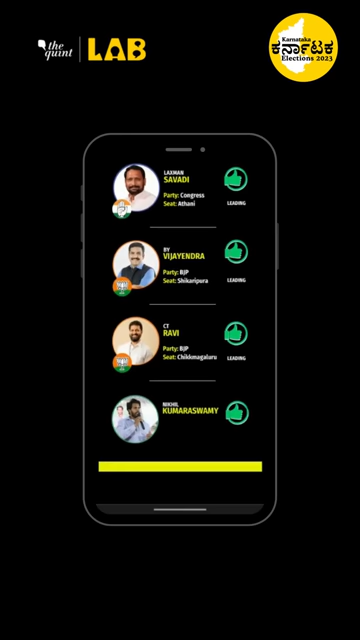 the quint
LAB
Karnataka
ಕರ್ನಾಟಕ
Elections 2023
LAXMAN
SAVADI
Party: Congress
Seat: Athani
LEADING
BY
VIJAYENDRA
Party: BJP
Seat: Shikaripura
LEADING
CT
RAVI
Party: BJP
Seat: Chikkmagaluru
LEADING
NIKHIL
KUMARASWAMY